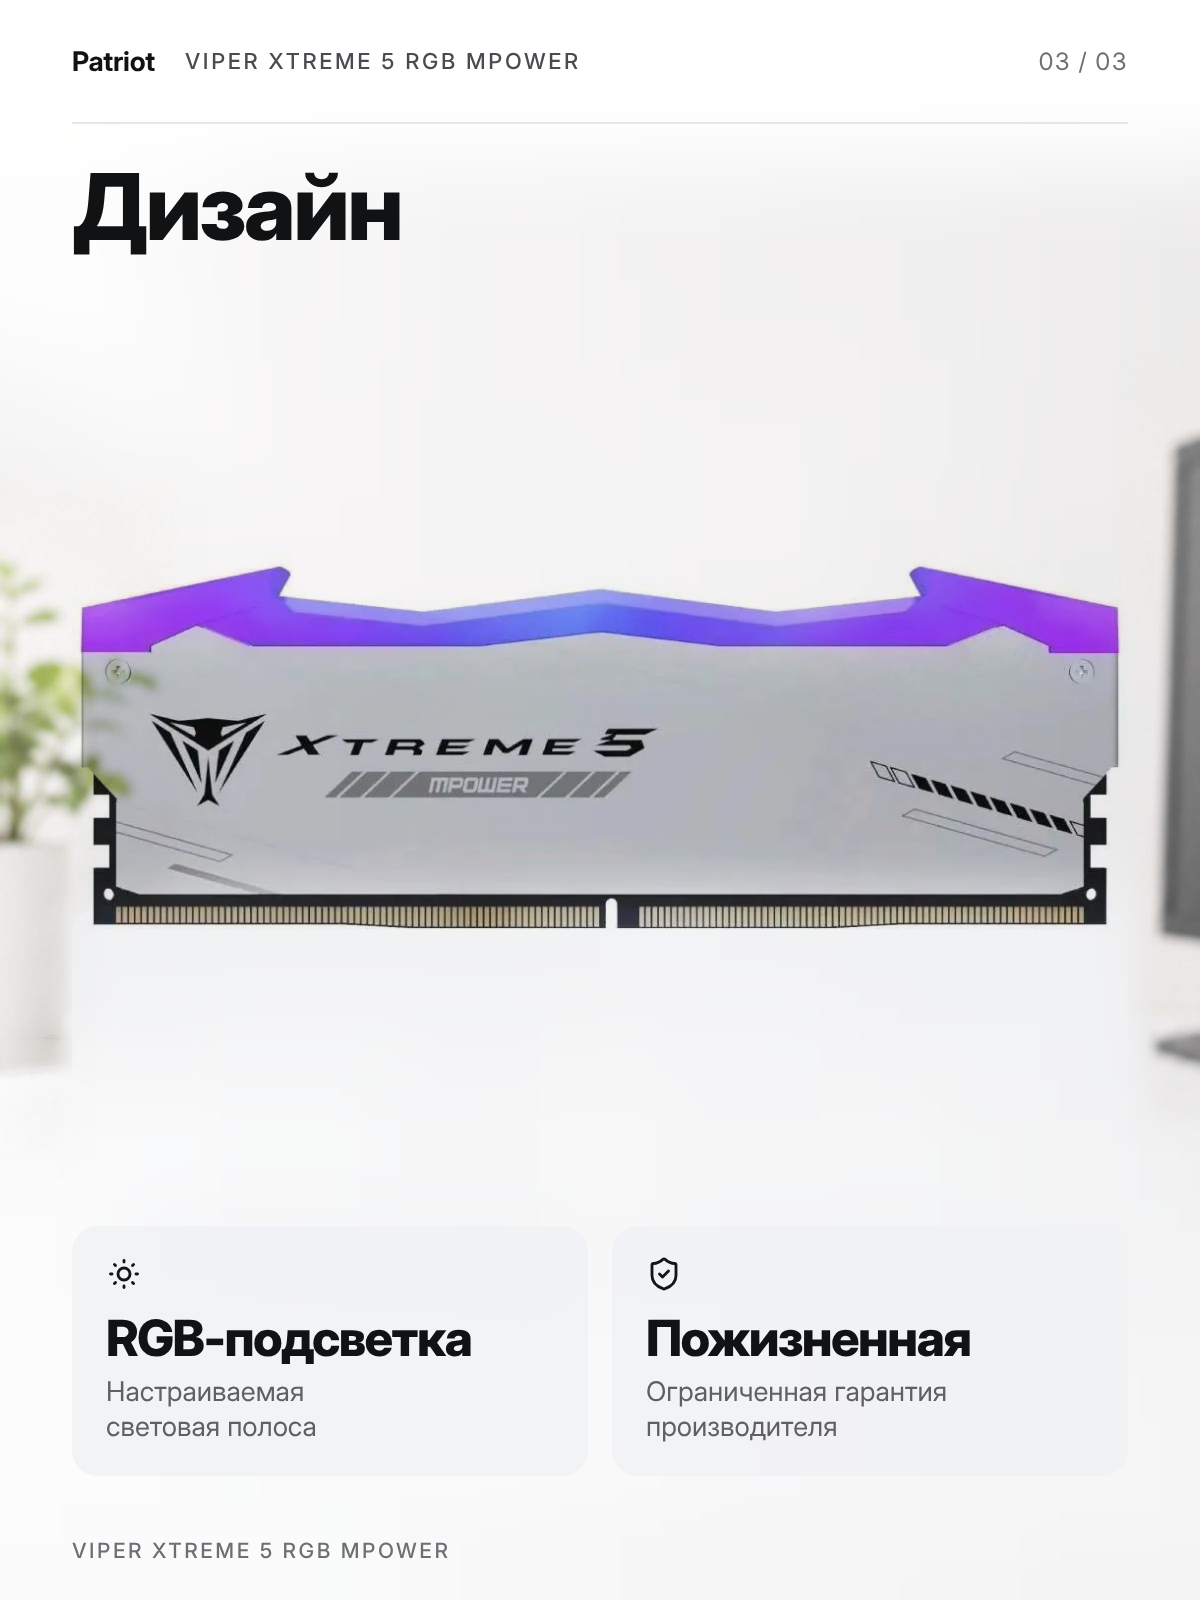 Patriot VIPER XTREME 5 RGB MPOWER 03 / 03
Дизайн
XTREME 5
MPOWER
RGB-подсветка
Настраиваемая
световая полоса
Пожизненная
Ограниченная гарантия
производителя
VIPER XTREME 5 RGB MPOWER